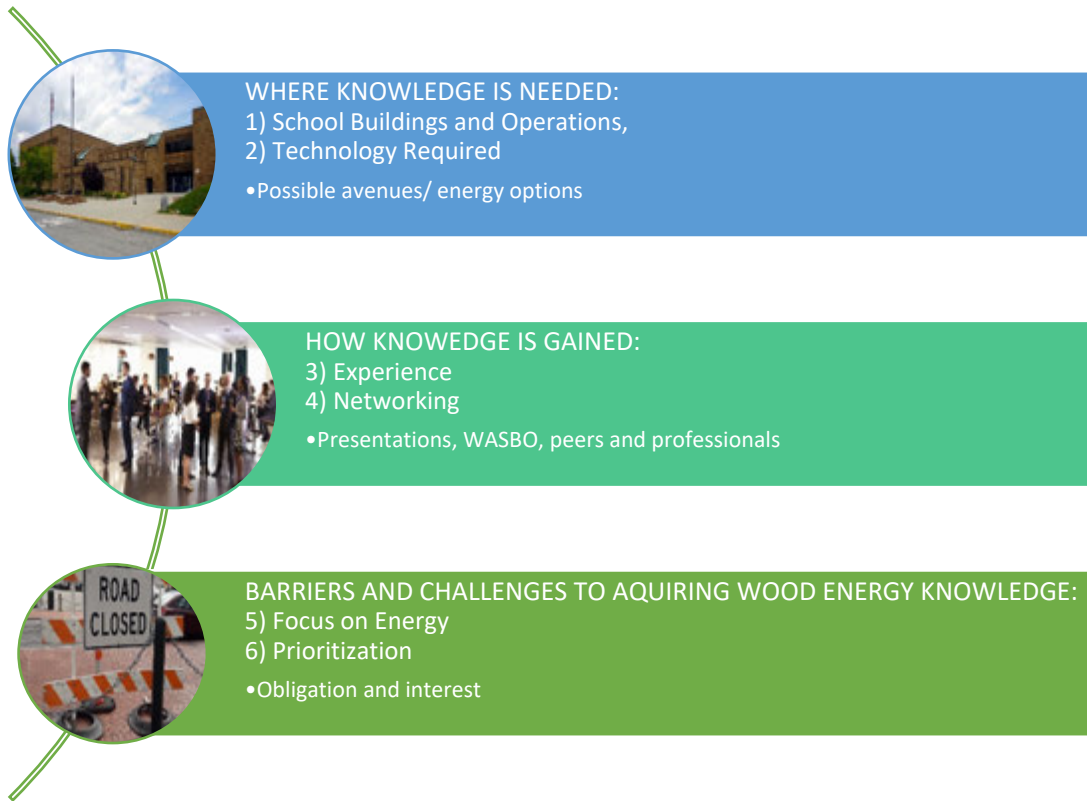 WHERE KNOWLEDGE IS NEEDED:
1) School Buildings and Operations,
2) Technology Required
•Possible avenues/ energy options
HOW KNOWEDGE IS GAINED:
3) Experience
4) Networking
•Presentations, WASBO, peers and professionals
ROAD
CLOSED
BARRIERS AND CHALLENGES TO AQUIRING WOOD ENERGY KNOWLEDGE:
5) Focus on Energy
6) Prioritization
•Obligation and interest